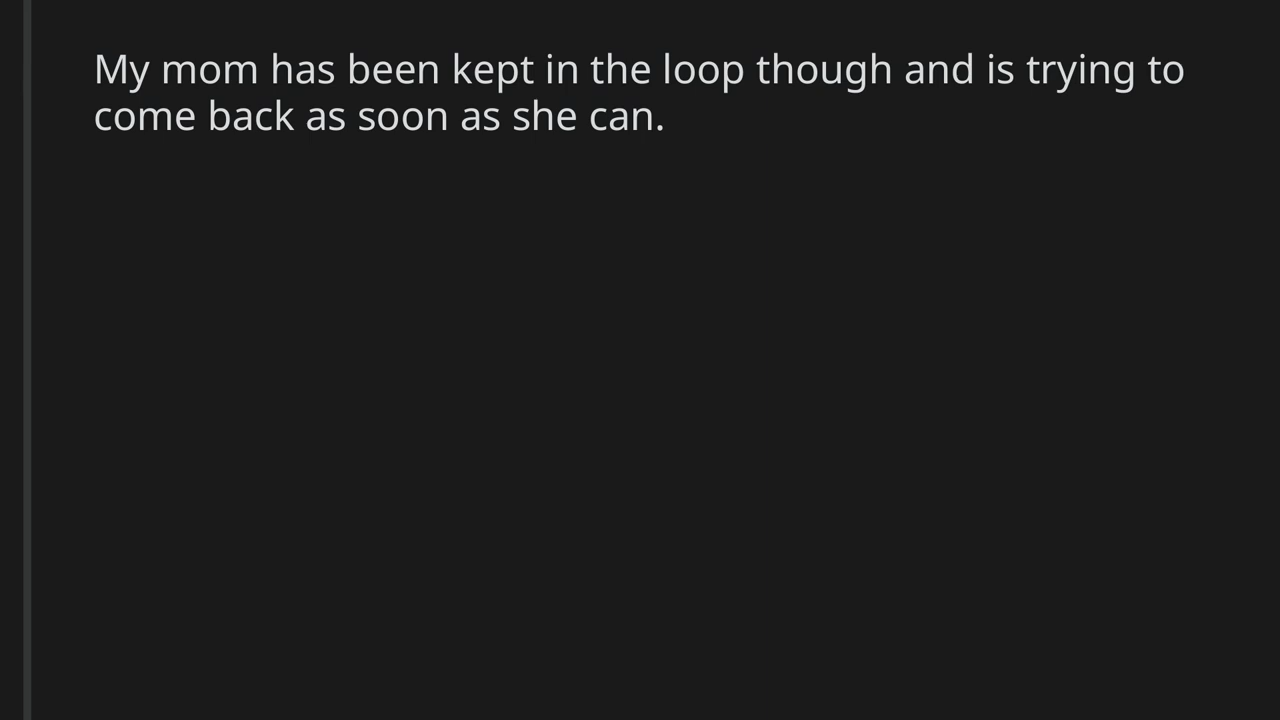 My mom has been kept in the loop though and is trying to
come back as soon as she can.